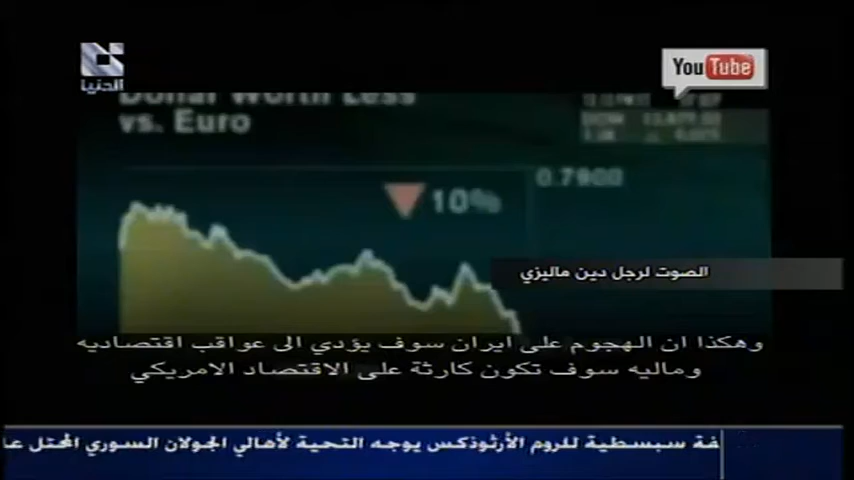 الدنيا
You Tube
Dollar Worth Less
vs. Euro
0.7900
10%
الصوت لرجل دين ماليزي
وهكذا ان الهجوم على ايران سوف يؤدي الى عواقب اقتصاديه
وماليه سوف تكون كارثة على الاقتصاد الامريكي
سبسطية للروم الأرثوذكس يوجه التحية لأهالي الجولان السوري المحتل